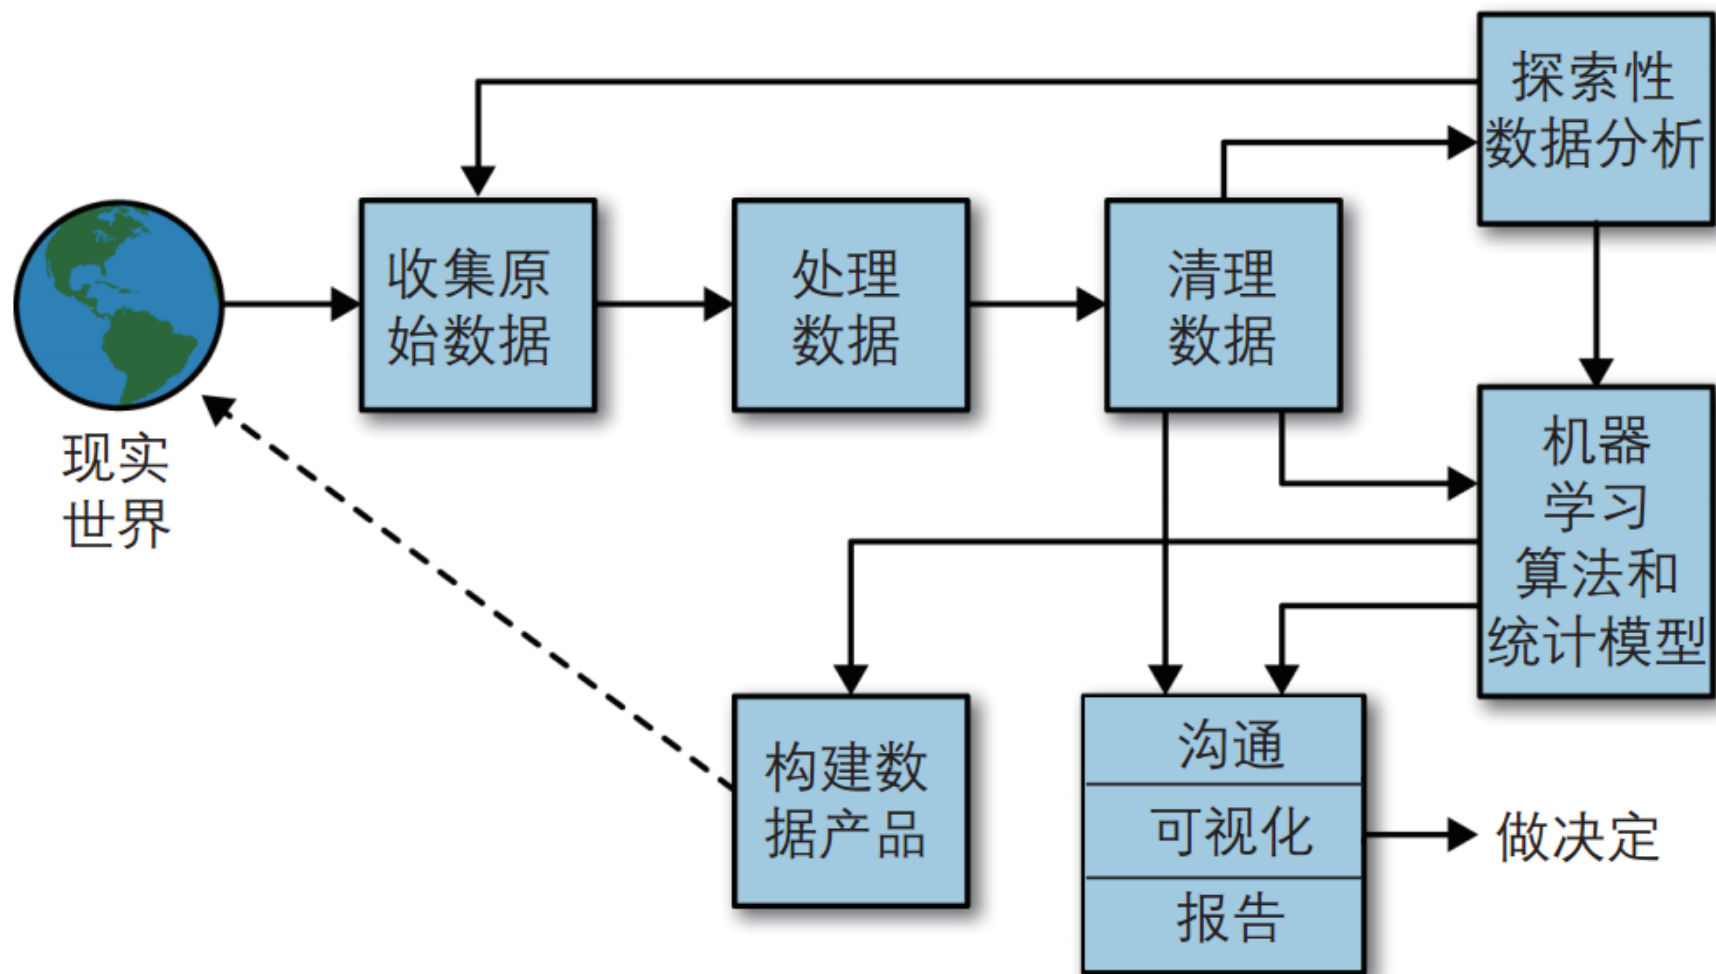 探索性
数据分析
收集原
始数据
处理
数据
清理
数据
现实
世界
机器
学习
算法和
统计模型
构建数
据产品
沟通
可视化
报告
做决定